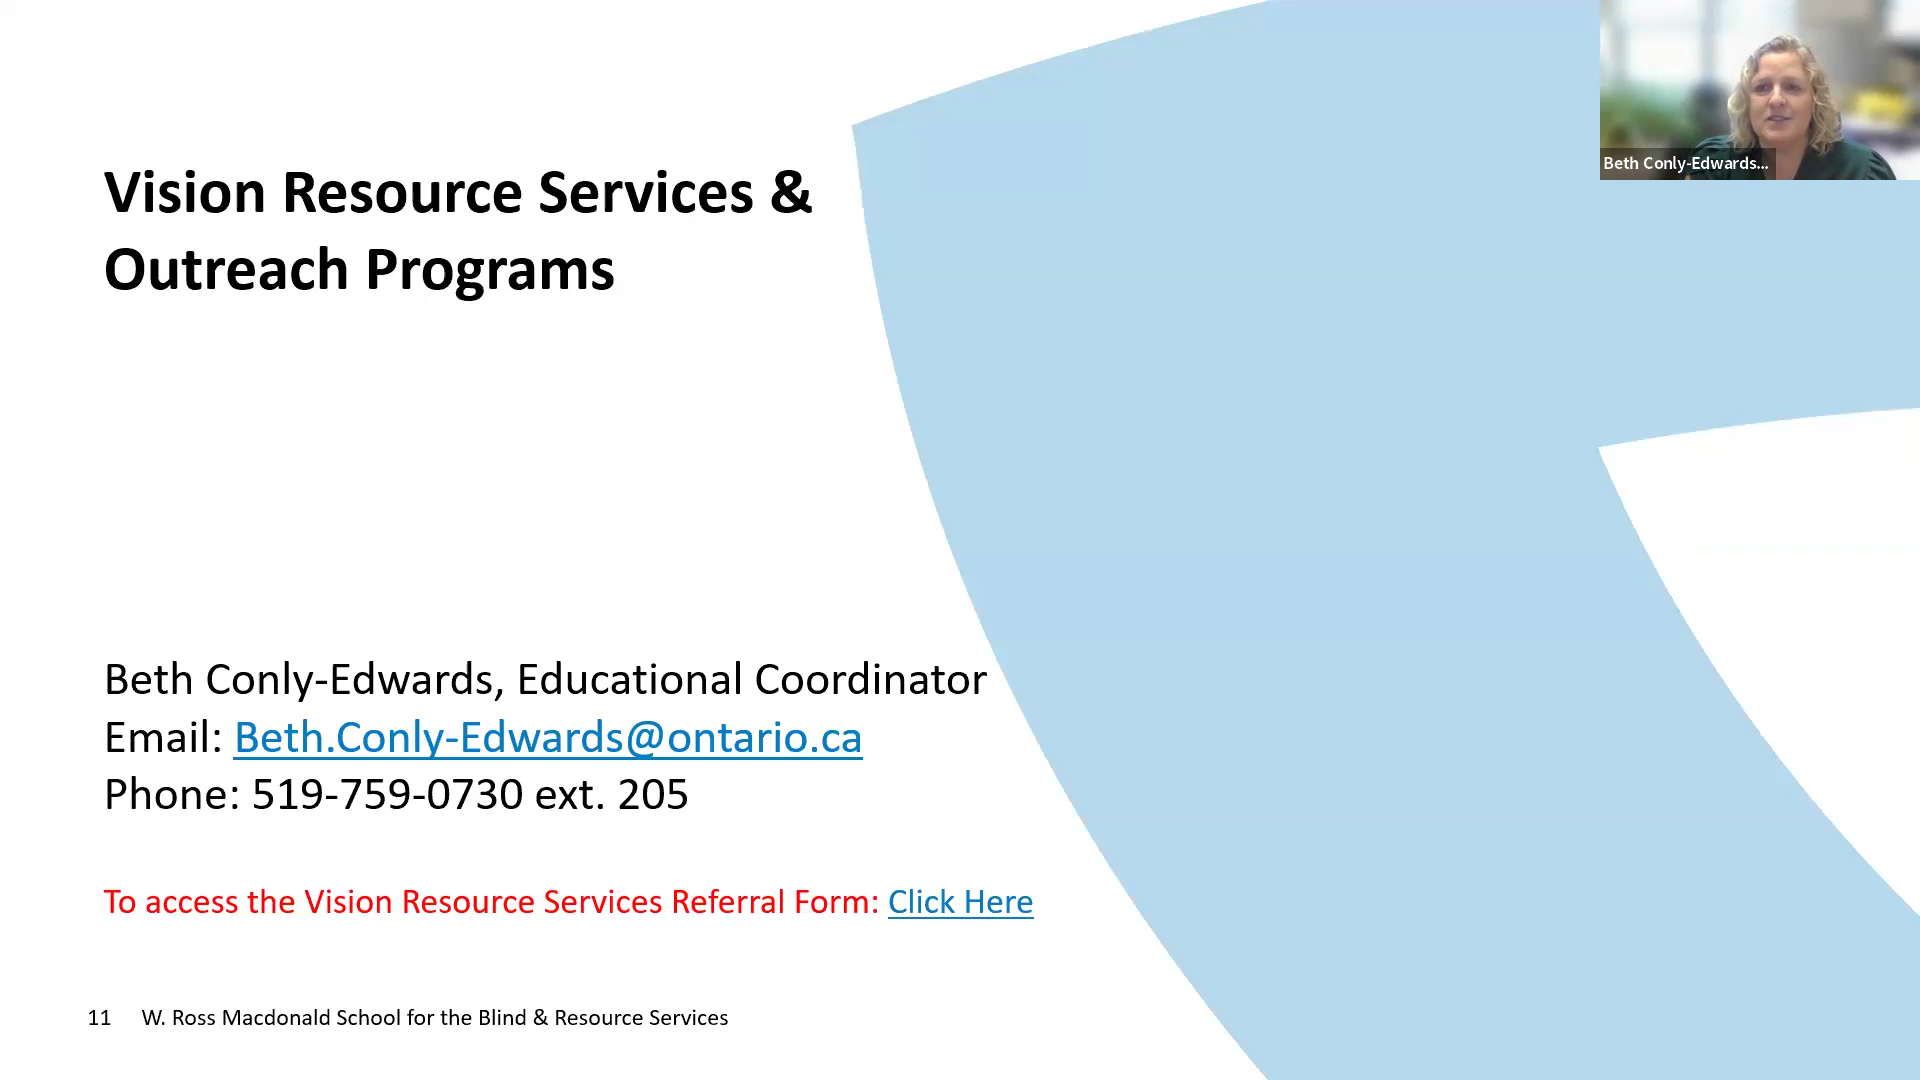 Beth Conly-Edwards...
Vision Resource Services &
Outreach Programs
Beth Conly-Edwards, Educational Coordinator
Email: Beth.Conly-Edwards@ontario.ca
Phone: 519-759-0730 ext. 205
To access the Vision Resource Services Referral Form: Click Here
11 W. Ross Macdonald School for the Blind & Resource Services